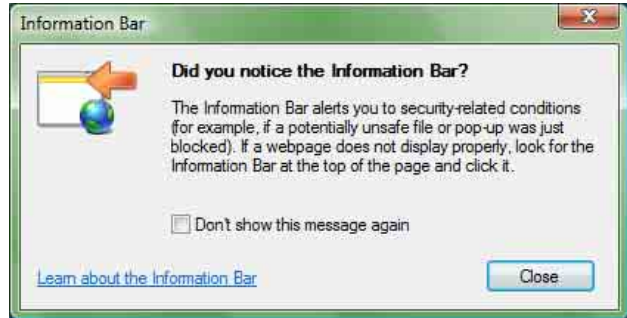 Information Bar
Did you notice the Information Bar?
The Information Bar alerts you to security-related conditions
(for example, if a potentially unsafe file or pop-up was just
blocked). If a webpage does not display properly, look for the
Information Bar at the top of the page and click it.
Don't show this message again
Learn about the Information Bar
Close